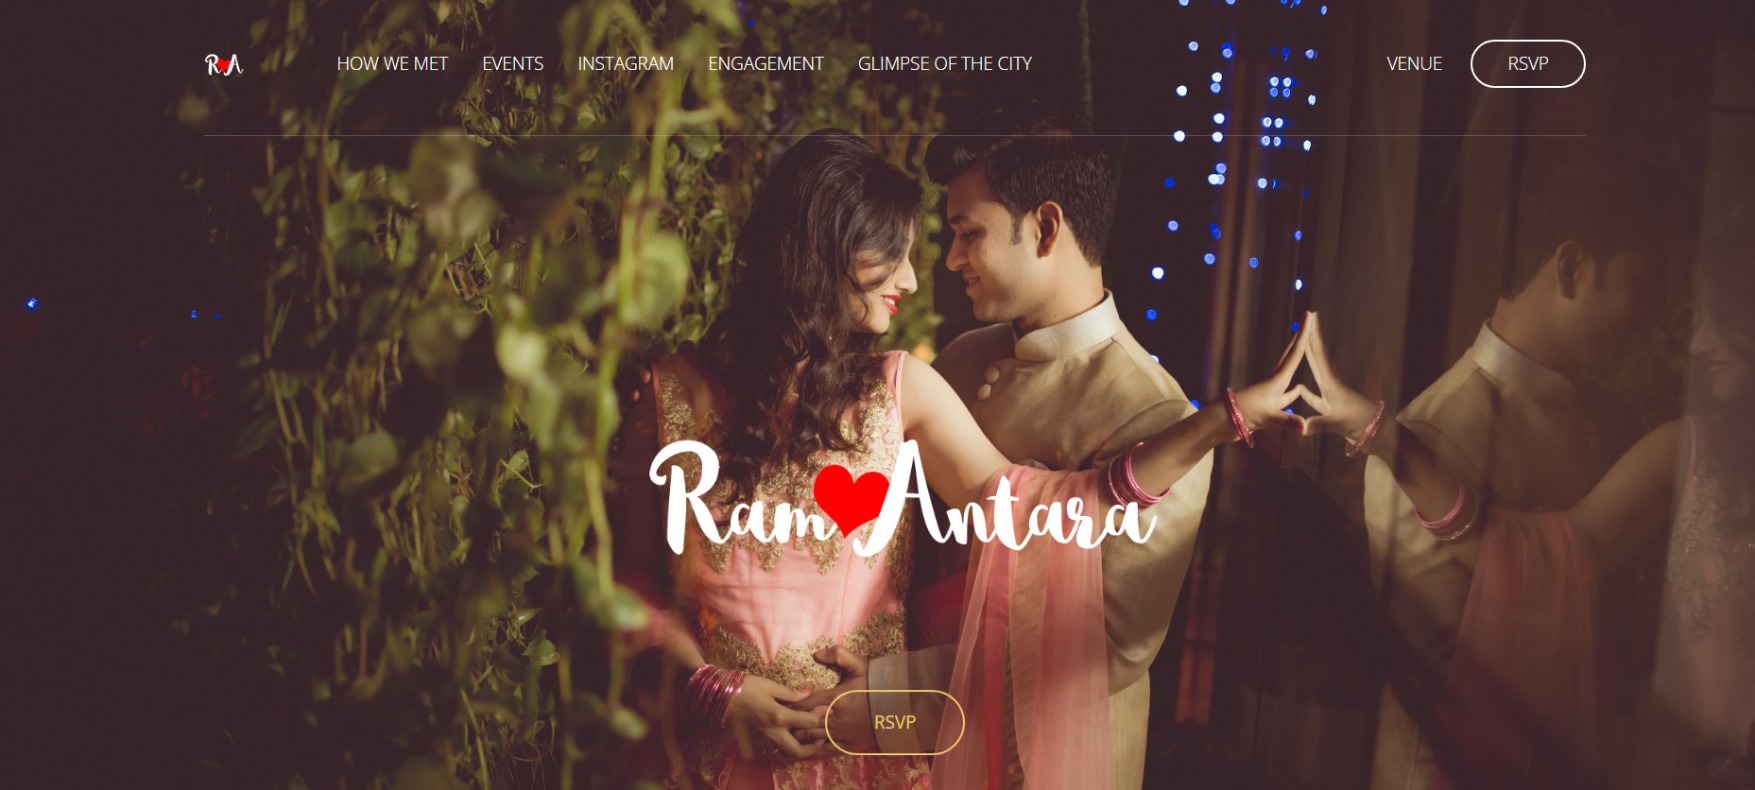 R A HOW WE MET EVENTS INSTAGRAM ENGAGEMENT GLIMPSE OF THE CITY VENUE RSVP
Ram Antara
RSVP